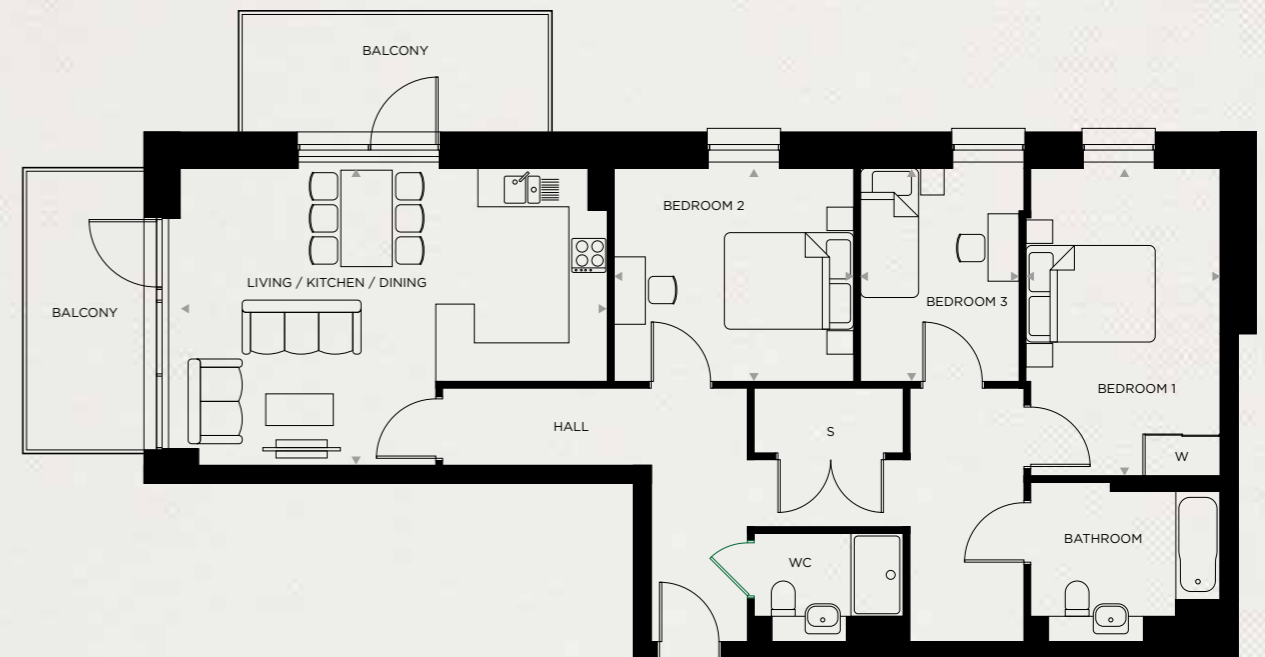 BALCONY
BEDROOM 2
LIVING / KITCHEN / DINING
BEDROOM 3
BALCONY
BEDROOM 1
HALL
S
W
BATHROOM
WC